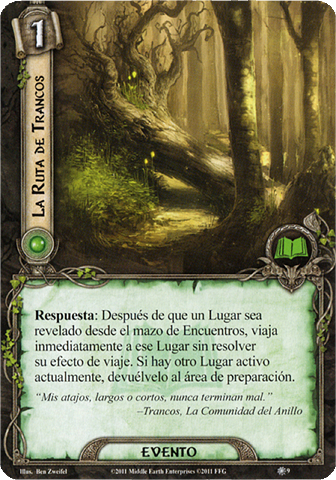 1
LA RUTA DE TRANCOS
Respuesta: Después de que un Lugar sea
revelado desde el mazo de Encuentros, viaja
inmediatamente a ese Lugar sin resolver
su efecto de viaje. Si hay otro Lugar activo
actualmente, devuélvelo al área de preparación.
“Mis atajos, largos o cortos, nunca terminan mal.”
–Trancos, La Comunidad del Anillo
EVENTO
Illus. Ben Zweifel
©2011 Middle Earth Enterprises ©2011 FFG
9